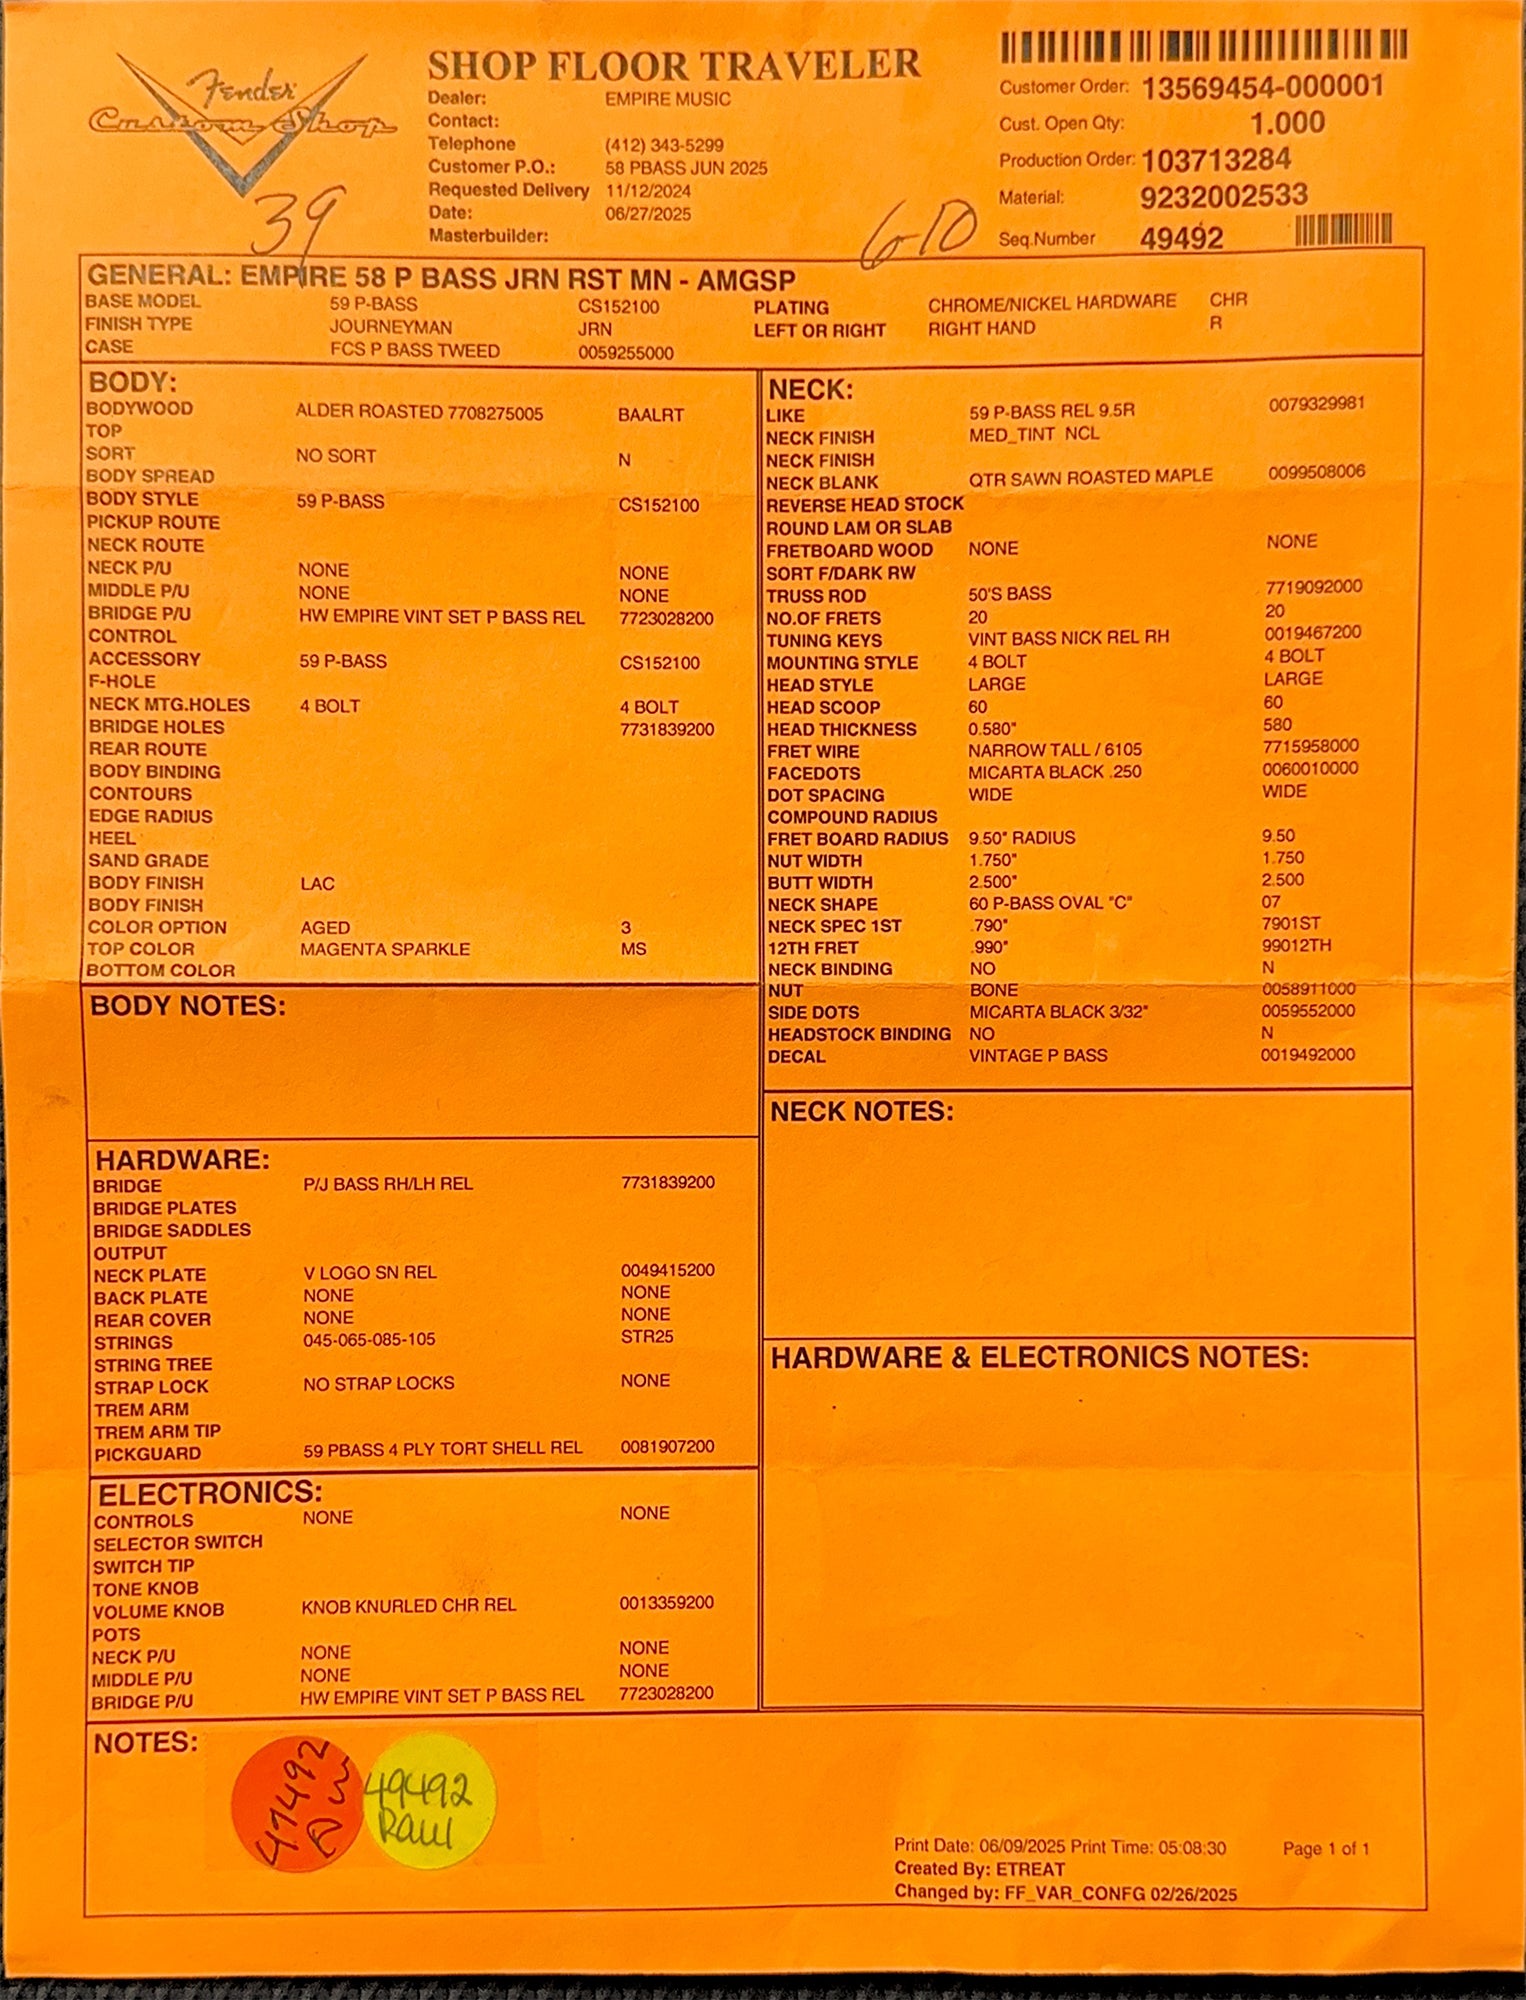 Fender
Custom Shop
39
SHOP FLOOR TRAVELER
Dealer: EMPIRE MUSIC
Contact:
Telephone (412) 343-5299
Customer P.O.: 58 PBASS JUN 2025
Requested Delivery 11/12/2024
Date: 06/27/2025
Masterbuilder:
6-10
Customer Order: 13569454-000001
Cust. Open Qty: 1.000
Production Order: 103713284
Material: 9232002533
Seq.Number 49492
GENERAL: EMPIRE 58 P BASS JRN RST MN - AMGSP
BASE MODEL 59 P-BASS CS152100
FINISH TYPE JOURNEYMAN JRN
CASE FCS P BASS TWEED 0059255000
PLATING CHROME/NICKEL HARDWARE CHR
LEFT OR RIGHT RIGHT HAND R
BODY:
BODYWOOD ALDER ROASTED 7708275005 BAALRT
TOP
SORT NO SORT N
BODY SPREAD
BODY STYLE 59 P-BASS CS152100
PICKUP ROUTE
NECK ROUTE
NECK P/U NONE NONE
MIDDLE P/U NONE NONE
BRIDGE P/U HW EMPIRE VINT SET P BASS REL 7723028200
CONTROL
ACCESSORY 59 P-BASS CS152100
F-HOLE
NECK MTG.HOLES 4 BOLT 4 BOLT
BRIDGE HOLES 7731839200
REAR ROUTE
BODY BINDING
CONTOURS
EDGE RADIUS
HEEL
SAND GRADE
BODY FINISH LAC
BODY FINISH
COLOR OPTION AGED 3
TOP COLOR MAGENTA SPARKLE MS
BOTTOM COLOR
BODY NOTES:
HARDWARE:
BRIDGE P/J BASS RH/LH REL 7731839200
BRIDGE PLATES
BRIDGE SADDLES
OUTPUT
NECK PLATE V LOGO SN REL 0049415200
BACK PLATE NONE NONE
REAR COVER NONE NONE
STRINGS 045-065-085-105 STR25
STRING TREE
STRAP LOCK NO STRAP LOCKS NONE
TREM ARM
TREM ARM TIP
PICKGUARD 59 PBASS 4 PLY TORT SHELL REL 0081907200
ELECTRONICS:
CONTROLS NONE NONE
SELECTOR SWITCH
SWITCH TIP
TONE KNOB
VOLUME KNOB KNOB KNURLED CHR REL 0013359200
POTS
NECK P/U NONE NONE
MIDDLE P/U NONE NONE
BRIDGE P/U HW EMPIRE VINT SET P BASS REL 7723028200
NECK:
LIKE 59 P-BASS REL 9.5R 0079329981
NECK FINISH MED_TINT NCL
NECK FINISH
NECK BLANK QTR SAWN ROASTED MAPLE 0099508006
REVERSE HEAD STOCK
ROUND LAM OR SLAB
FRETBOARD WOOD NONE NONE
SORT F/DARK RW
TRUSS ROD 50'S BASS 7719092000
NO.OF FRETS 20 20
TUNING KEYS VINT BASS NICK REL RH 0019467200
MOUNTING STYLE 4 BOLT 4 BOLT
HEAD STYLE LARGE LARGE
HEAD SCOOP 60 60
HEAD THICKNESS 0.580" 580
FRET WIRE NARROW TALL / 6105 7715958000
FACEDOTS MICARTA BLACK .250 0060010000
DOT SPACING WIDE WIDE
COMPOUND RADIUS
FRET BOARD RADIUS 9.50" RADIUS 9.50
NUT WIDTH 1.750" 1.750
BUTT WIDTH 2.500" 2.500
NECK SHAPE 60 P-BASS OVAL "C" 07
NECK SPEC 1ST .790" 7901ST
12TH FRET .990" 99012TH
NECK BINDING NO N
NUT BONE 0058911000
SIDE DOTS MICARTA BLACK 3/32" 0059552000
HEADSTOCK BINDING NO N
DECAL VINTAGE P BASS 0019492000
NECK NOTES:
HARDWARE & ELECTRONICS NOTES:
NOTES:
49492
49492
Raul
Print Date: 06/09/2025 Print Time: 05:08:30 Page 1 of 1
Created By: ETREAT
Changed by: FF_VAR_CONFG 02/26/2025